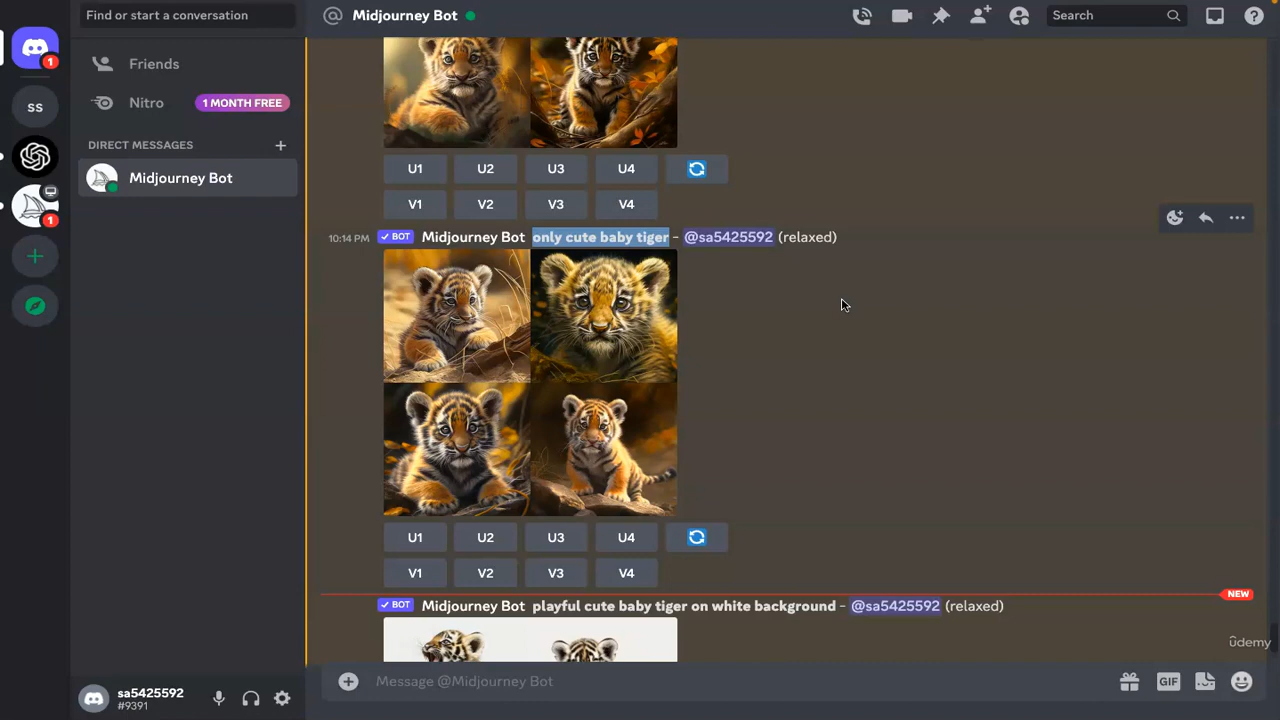 Find or start a conversation
Midjourney Bot
Search
1
Friends
SS
Nitro
1 MONTH FREE
DIRECT MESSAGES
Midjourney Bot
1
U1 U2 U3 U4
V1 V2 V3 V4
10:14 PM BOT Midjourney Bot only cute baby tiger - @sa5425592 (relaxed)
U1 U2 U3 U4
V1 V2 V3 V4
NEW
BOT Midjourney Bot playful cute baby tiger on white background - @sa5425592 (relaxed)
udemy
Message @Midjourney Bot
GIF
sa5425592
#9391